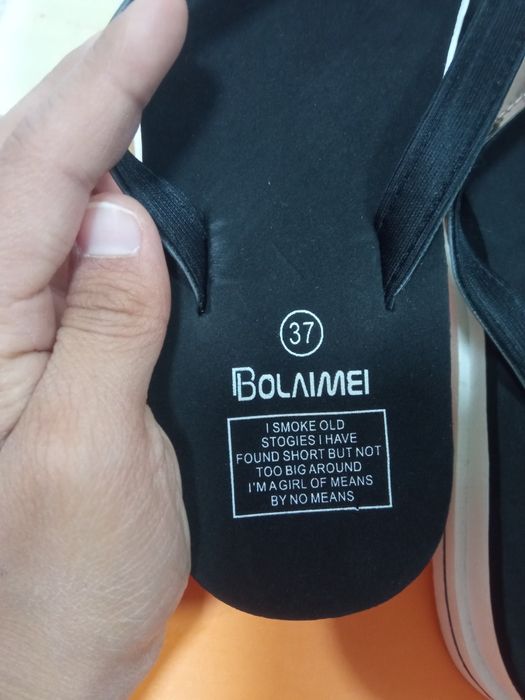 37
BOLAIMEI
I SMOKE OLD
STOGIES I HAVE
FOUND SHORT BUT NOT
TOO BIG AROUND
I'M A GIRL OF MEANS
BY NO MEANS